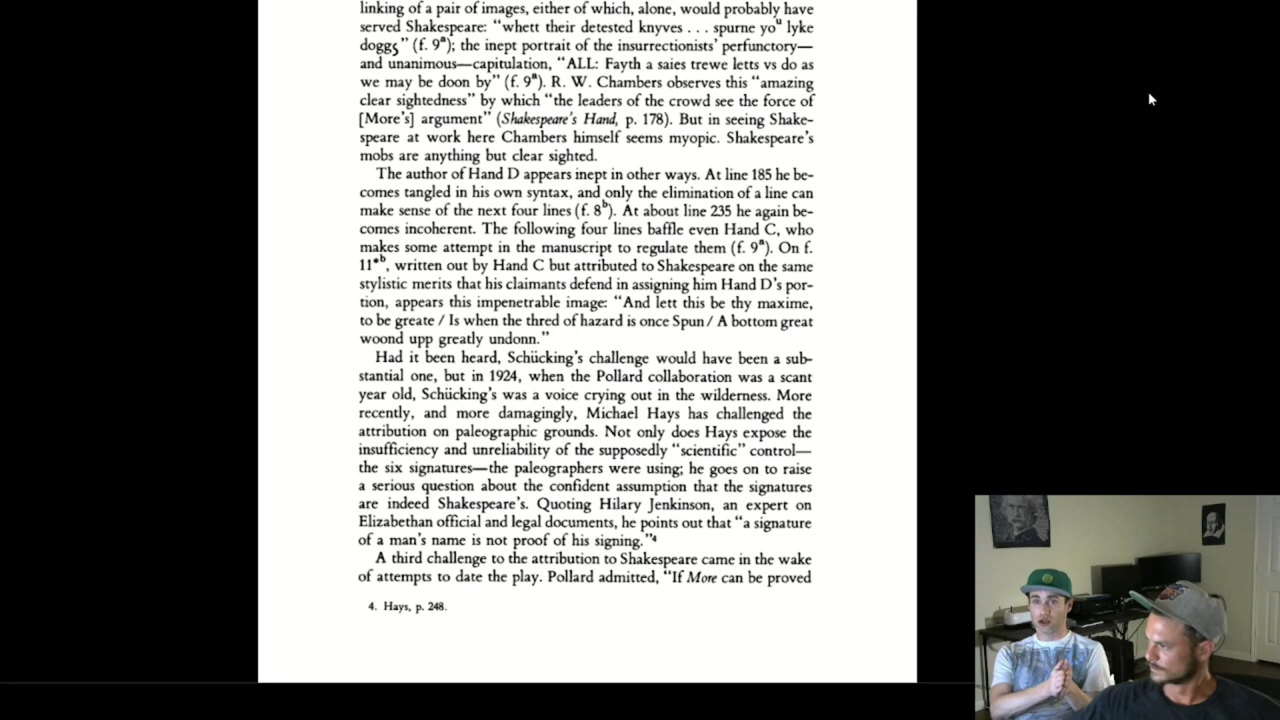 linking of a pair of images, either of which, alone, would probably have
served Shakespeare: “whett their detested knyves . . . spurne yoᵘ lyke
doggꝭ” (f. 9ᵃ); the inept portrait of the insurrectionists’ perfunctory—
and unanimous—capitulation, “ALL: Fayth a saies trewe letts vs do as
we may be doon by” (f. 9ᵃ). R. W. Chambers observes this “amazing
clear sightedness” by which “the leaders of the crowd see the force of
[More’s] argument” (Shakespeare’s Hand, p. 178). But in seeing Shake-
speare at work here Chambers himself seems myopic. Shakespeare’s
mobs are anything but clear sighted.
The author of Hand D appears inept in other ways. At line 185 he be-
comes tangled in his own syntax, and only the elimination of a line can
make sense of the next four lines (f. 8ᵇ). At about line 235 he again be-
comes incoherent. The following four lines baffle even Hand C, who
makes some attempt in the manuscript to regulate them (f. 9ᵃ). On f.
11*ᵇ, written out by Hand C but attributed to Shakespeare on the same
stylistic merits that his claimants defend in assigning him Hand D’s por-
tion, appears this impenetrable image: “And lett this be thy maxime,
to be greate / Is when the thred of hazard is once Spun / A bottom great
woond upp greatly undonn.”
Had it been heard, Schücking’s challenge would have been a sub-
stantial one, but in 1924, when the Pollard collaboration was a scant
year old, Schücking’s was a voice crying out in the wilderness. More
recently, and more damagingly, Michael Hays has challenged the
attribution on paleographic grounds. Not only does Hays expose the
insufficiency and unreliability of the supposedly “scientific” control—
the six signatures—the paleographers were using; he goes on to raise
a serious question about the confident assumption that the signatures
are indeed Shakespeare’s. Quoting Hilary Jenkinson, an expert on
Elizabethan official and legal documents, he points out that “a signature
of a man’s name is not proof of his signing.”⁴
A third challenge to the attribution to Shakespeare came in the wake
of attempts to date the play. Pollard admitted, “If More can be proved
4. Hays, p. 248.